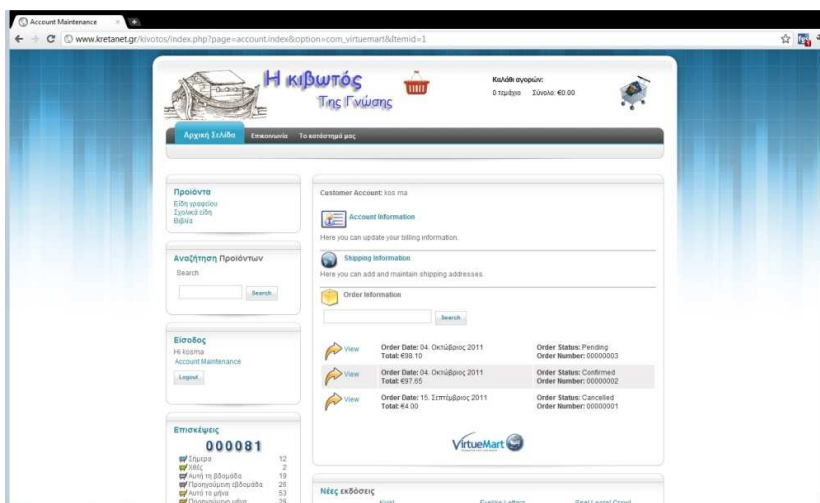 Account Maintenance
www.kretanet.gr/kivotos/index.php?page=account.index&option=com_virtuemart&Itemid=1
Η κιβωτός
Της Γνώσης
Καλάθι αγορών:
0 τεμάχια Σύνολο: €0.00
Αρχική Σελίδα Επικοινωνία Το κατάστημά μας
Προϊόντα
Είδη γραφείου
Σχολικά είδη
Βιβλία
Αναζήτηση Προϊόντων
Search
Search
Είσοδος
Hi kosma
Account Maintenance
Logout
Επισκέψεις
000081
Σήμερα 12
Χθές 2
Αυτή τη βδομάδα 19
Προηγούμενη εβδομάδα 25
Αυτό το μήνα 53
Προηγούμενο μήνα 28
Customer Account: kos ma
Account Information
Here you can update your billing information.
Shipping Information
Here you can add and maintain shipping addresses.
Order Information
Search
View Order Date: 04. Οκτώβριος 2011 Order Status: Pending
Total: €98.10 Order Number: 00000003
View Order Date: 04. Οκτώβριος 2011 Order Status: Confirmed
Total: €97.65 Order Number: 00000002
View Order Date: 15. Σεπτέμβριος 2011 Order Status: Cancelled
Total: €4.00 Order Number: 00000001
VirtueMart
Νέες εκδόσεις